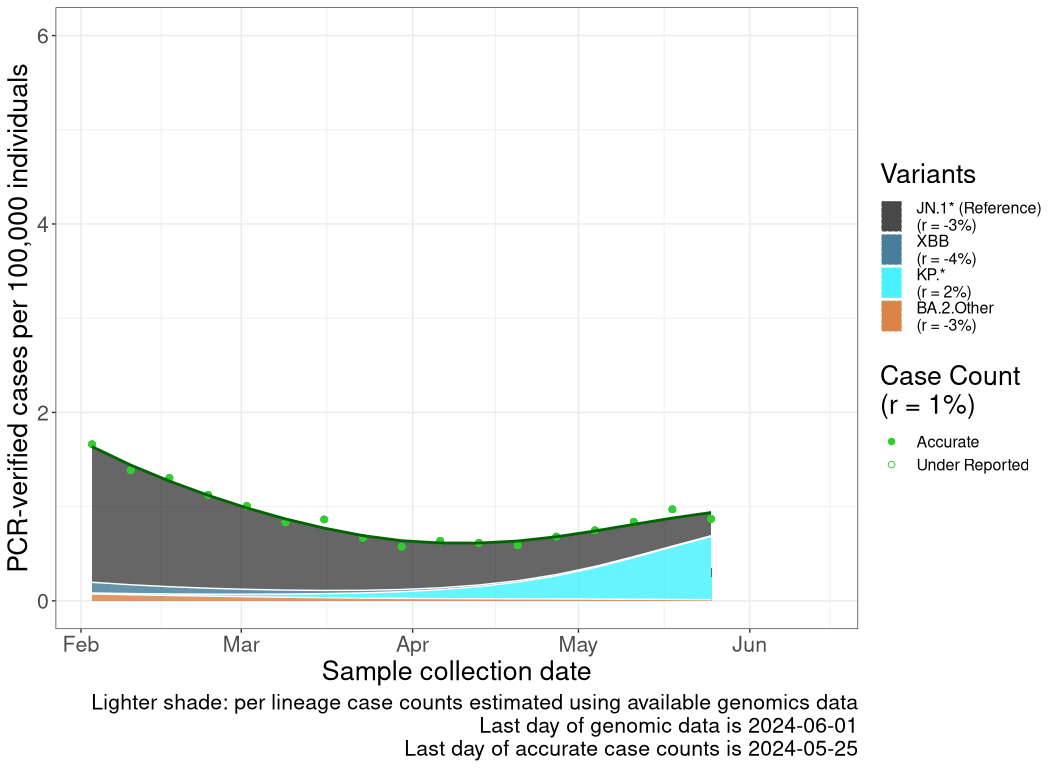 PCR-verified cases per 100,000 individuals
6
4
2
0
Feb
Mar
Apr
May
Jun
Sample collection date
Lighter shade: per lineage case counts estimated using available genomics data
Last day of genomic data is 2024-06-01
Last day of accurate case counts is 2024-05-25
Variants
JN.1* (Reference)
(r = -3%)
XBB
(r = -4%)
KP.*
(r = 2%)
BA.2.Other
(r = -3%)
Case Count
(r = 1%)
Accurate
Under Reported